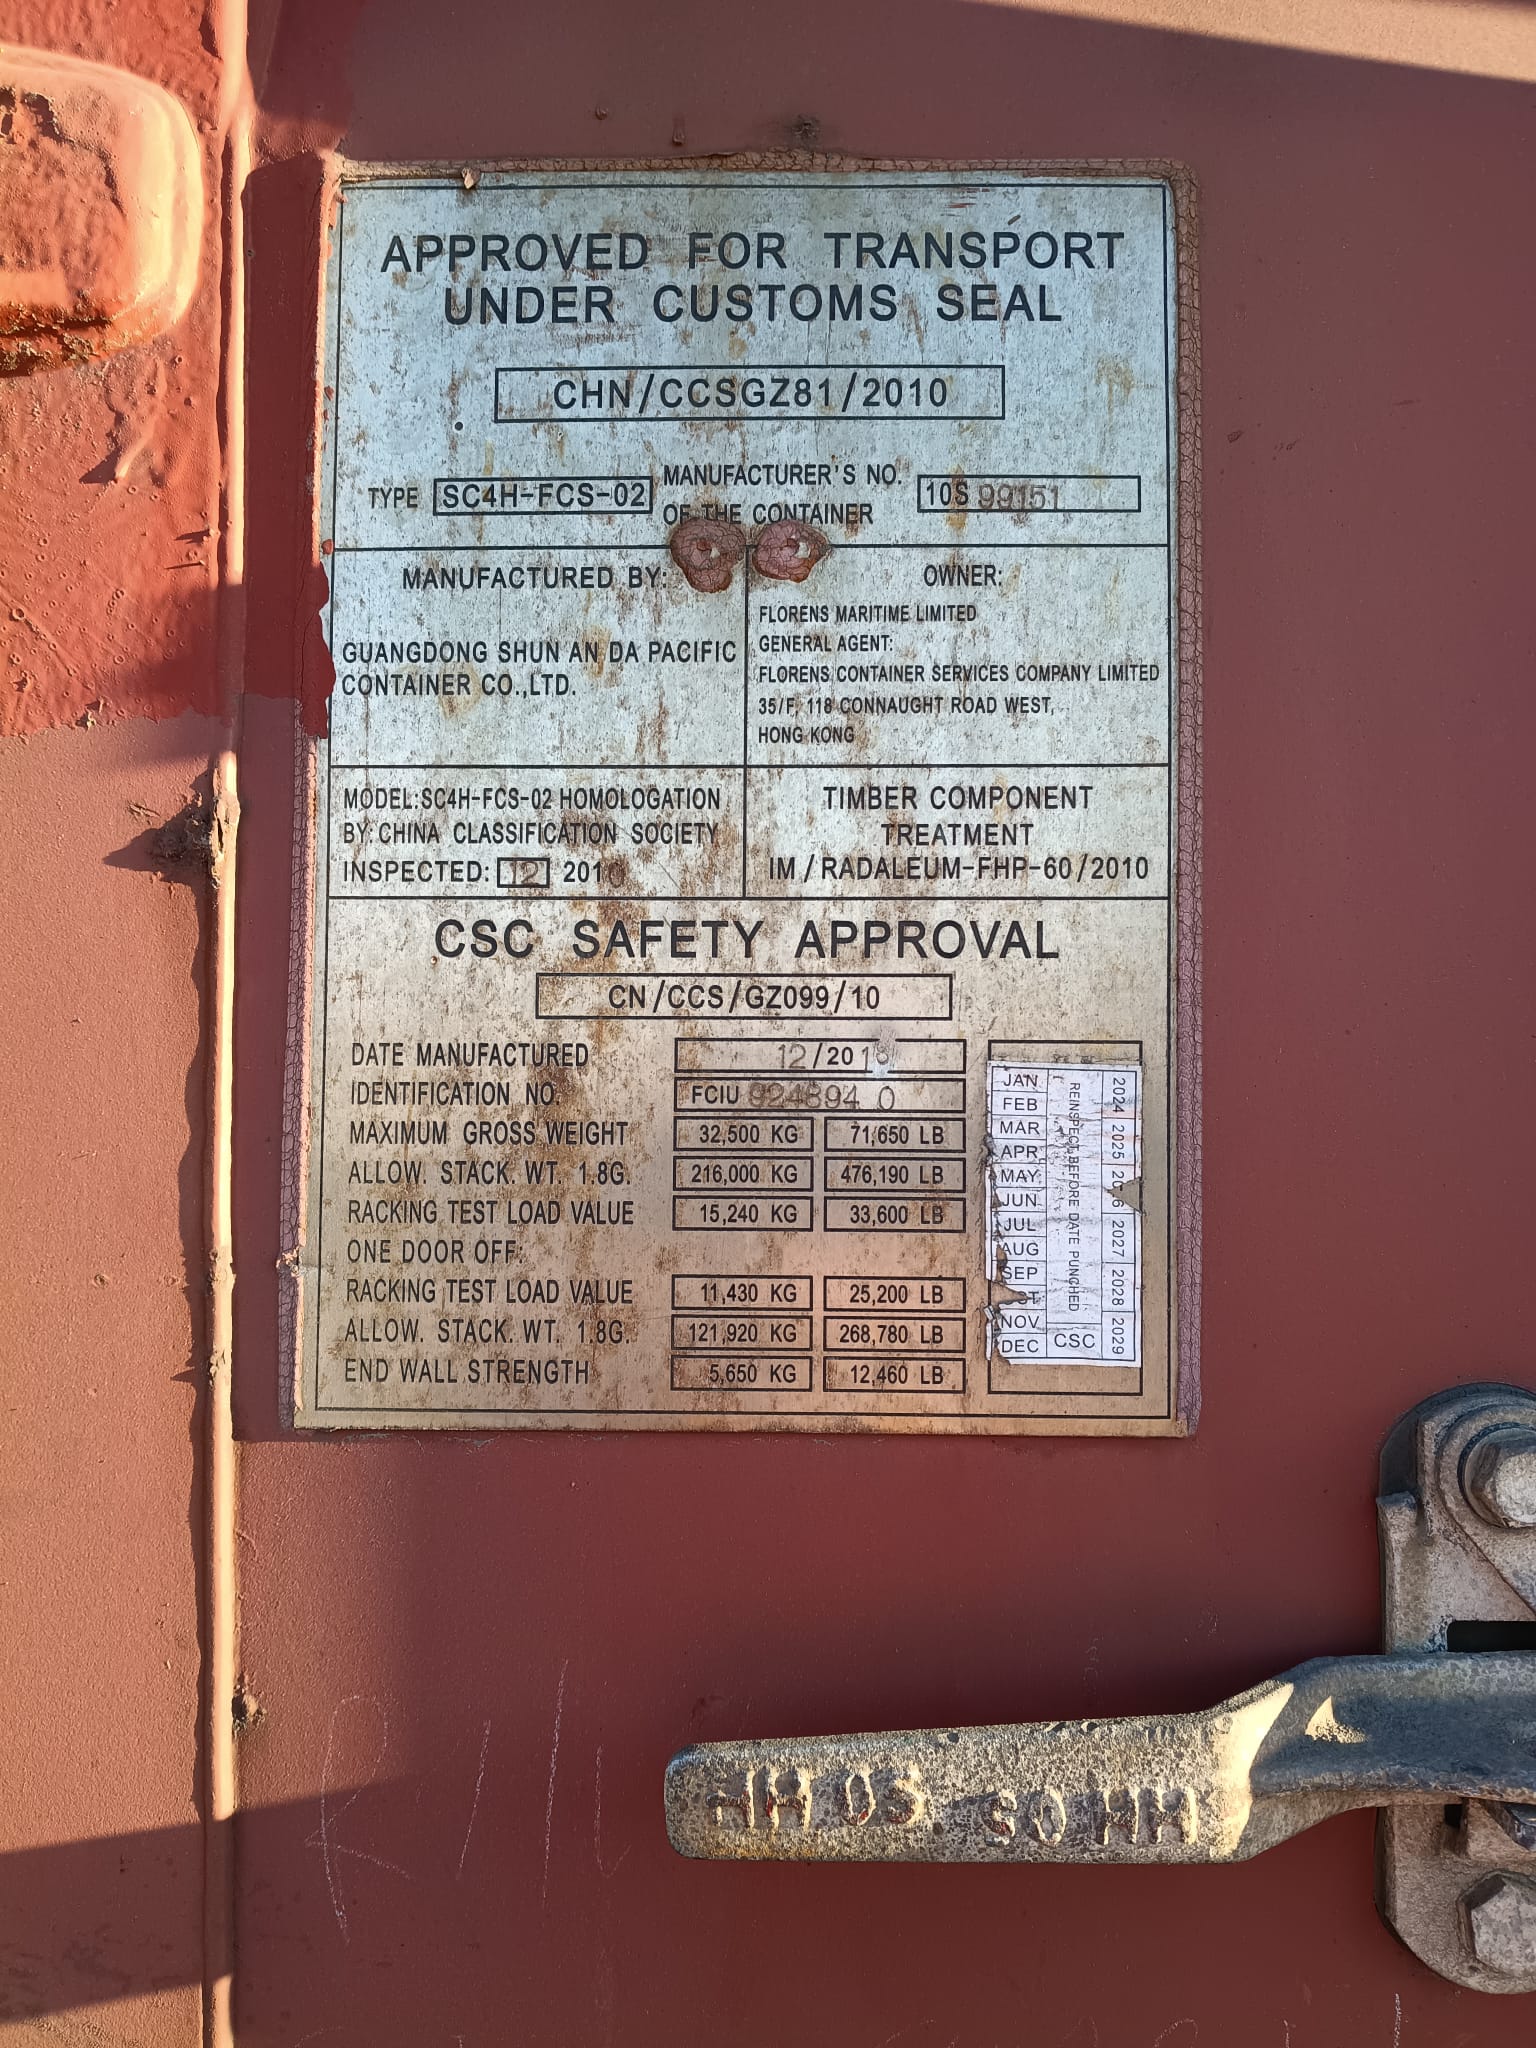 APPROVED FOR TRANSPORT
UNDER CUSTOMS SEAL
CHN/CCSGZ81/2010
TYPE SC4H-FCS-02 MANUFACTURER'S NO. OF THE CONTAINER 10S 99151
MANUFACTURED BY:
GUANGDONG SHUN AN DA PACIFIC
CONTAINER CO.,LTD.
OWNER:
FLORENS MARITIME LIMITED
GENERAL AGENT:
FLORENS CONTAINER SERVICES COMPANY LIMITED
35/F, 118 CONNAUGHT ROAD WEST,
HONG KONG
MODEL:SC4H-FCS-02 HOMOLOGATION
BY: CHINA CLASSIFICATION SOCIETY
INSPECTED: 12 2010
TIMBER COMPONENT
TREATMENT
IM/RADALEUM-FHP-60/2010
CSC SAFETY APPROVAL
CN/CCS/GZ099/10
DATE MANUFACTURED 12/2010
IDENTIFICATION NO. FCIU 924894 0
MAXIMUM GROSS WEIGHT 32,500 KG 71,650 LB
ALLOW. STACK. WT. 1.8G. 216,000 KG 476,190 LB
RACKING TEST LOAD VALUE 15,240 KG 33,600 LB
ONE DOOR OFF:
RACKING TEST LOAD VALUE 11,430 KG 25,200 LB
ALLOW. STACK. WT. 1.8G. 121,920 KG 268,780 LB
END WALL STRENGTH 5,650 KG 12,460 LB
JAN
FEB
MAR
APR
MAY
JUN
JUL
AUG
SEP
NOV
DEC
REINSPECT BEFORE DATE PUNCHED
CSC
2024 2025 2026 2027 2028 2029
HH OS
SO HH